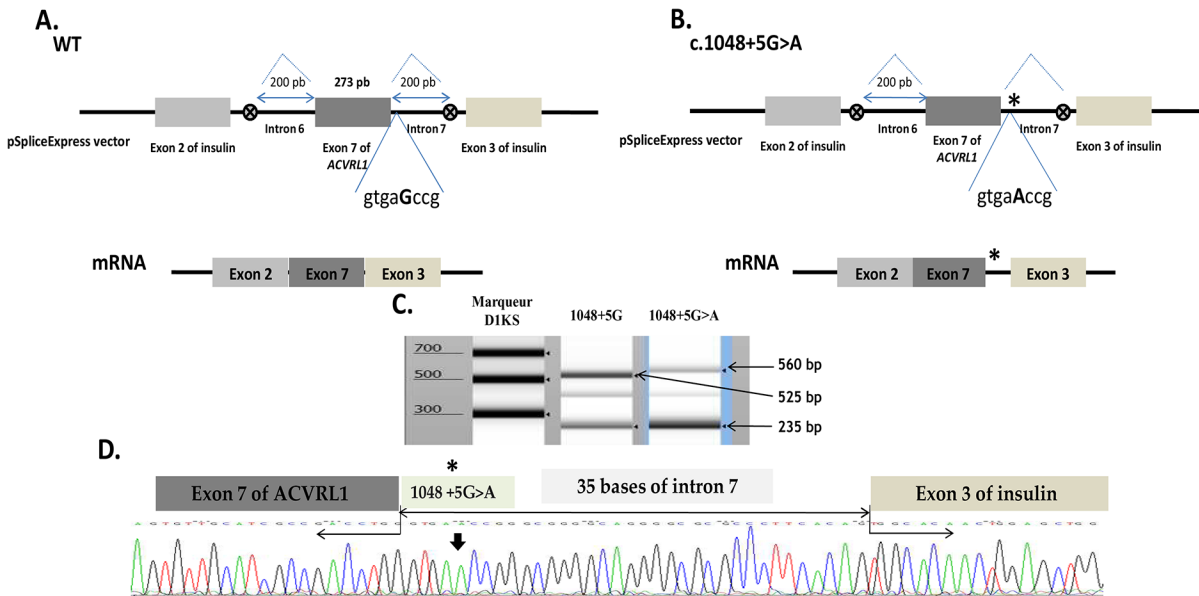 A.
WT
200 pb
273 pb
200 pb
Intron 6
Intron 7
pSpliceExpress vector
Exon 2 of insulin
Exon 7 of
ACVRL1
Exon 3 of insulin
gtgaGccg
mRNA
Exon 2
Exon 7
Exon 3
B.
c.1048+5G>A
200 pb
*
Intron 6
Intron 7
pSpliceExpress vector
Exon 2 of insulin
Exon 7 of
ACVRL1
Exon 3 of insulin
gtgaAccg
mRNA
*
Exon 2
Exon 7
Exon 3
C.
Marqueur
D1KS
1048+5G
1048+5G>A
700
500
300
560 bp
525 bp
235 bp
D.
*
Exon 7 of ACVRL1
1048 +5G>A
35 bases of intron 7
Exon 3 of insulin